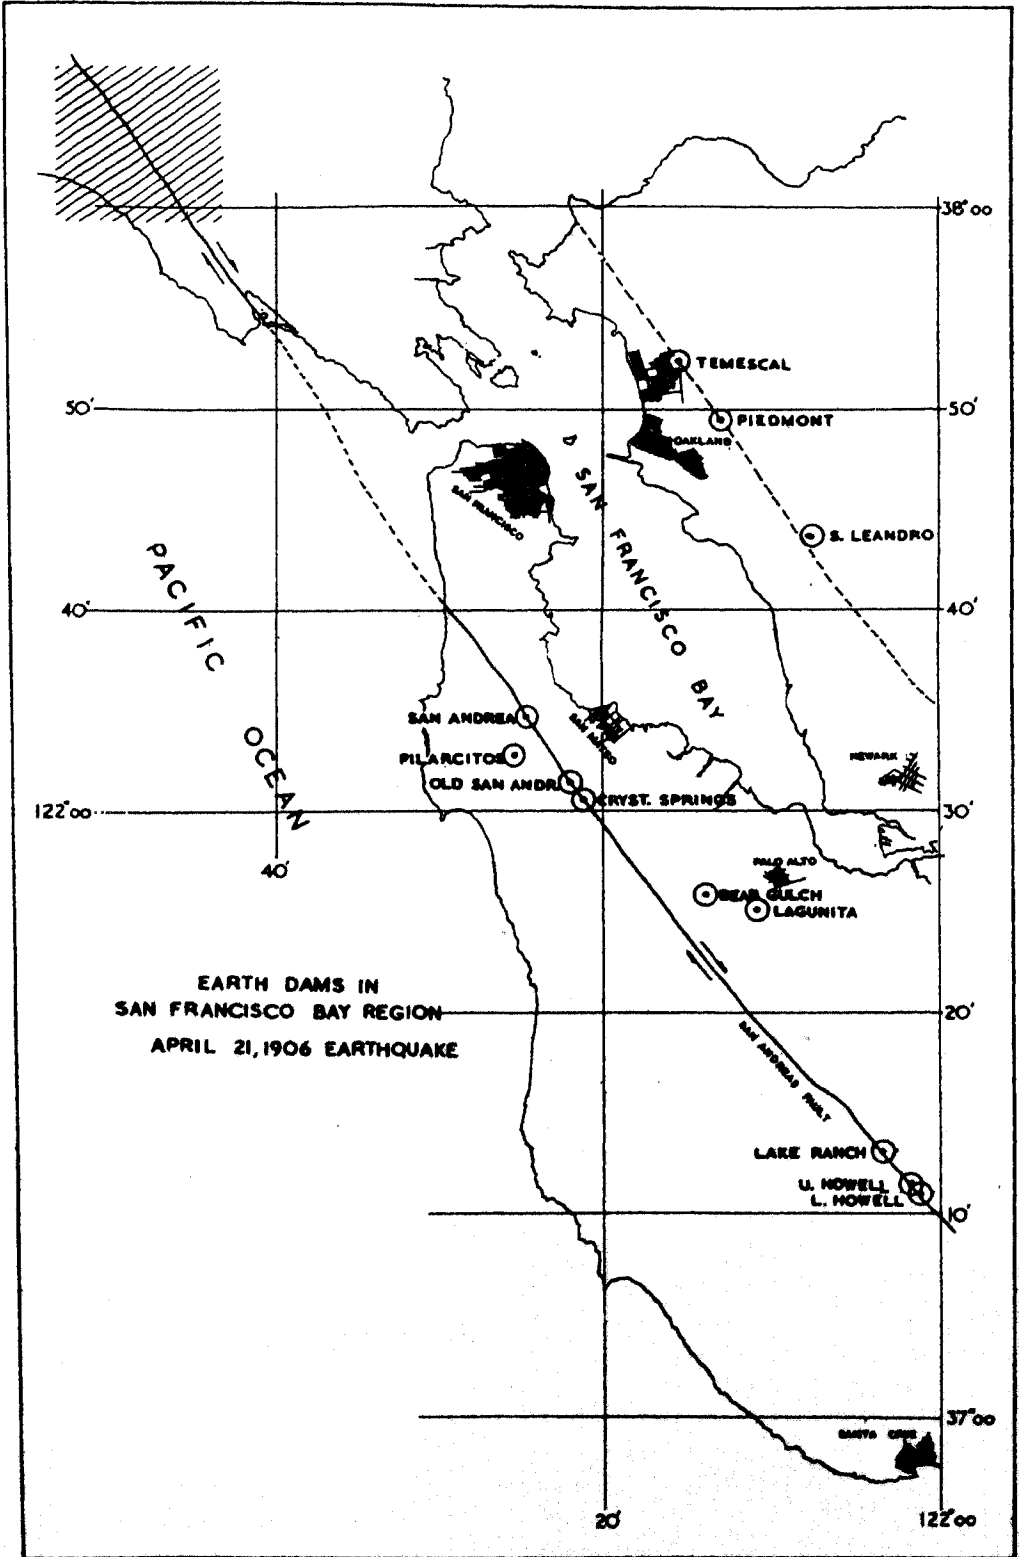 38°00
TEMESCAL
50'
50'
PIEDMONT
OAKLAND
SAN FRANCISCO
SAN FRANCISCO BAY
S. LEANDRO
PACIFIC OCEAN
40'
40'
SAN ANDREA
SAN MATEO
PILARCITOS
NEWARK
OLD SAN ANDR.
CRYST. SPRINGS
122°00
30'
PALO ALTO
40'
BEAR GULCH
LAGUNITA
EARTH DAMS IN
SAN FRANCISCO BAY REGION
20'
SAN ANDREAS FAULT
APRIL 21, 1906 EARTHQUAKE
LAKE RANCH
U. HOWELL
L. HOWELL
10'
37°00
SANTA CRUZ
20'
122°00